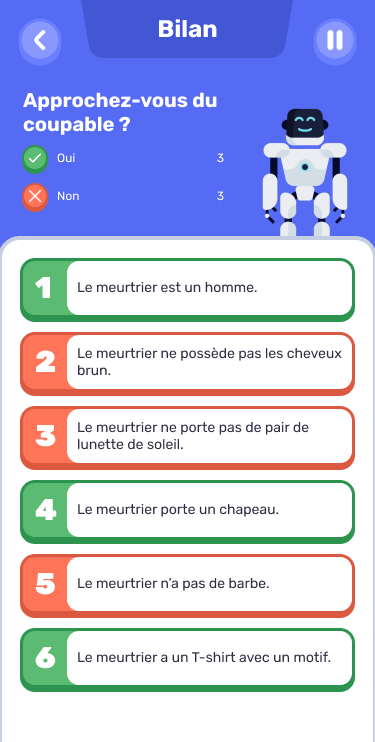 Bilan
Approchez-vous du
coupable ?
Oui 3
Non 3
1 Le meurtrier est un homme.
2 Le meurtrier ne possède pas les cheveux
brun.
3 Le meurtrier ne porte pas de pair de
lunette de soleil.
4 Le meurtrier porte un chapeau.
5 Le meurtrier n’a pas de barbe.
6 Le meurtrier a un T-shirt avec un motif.